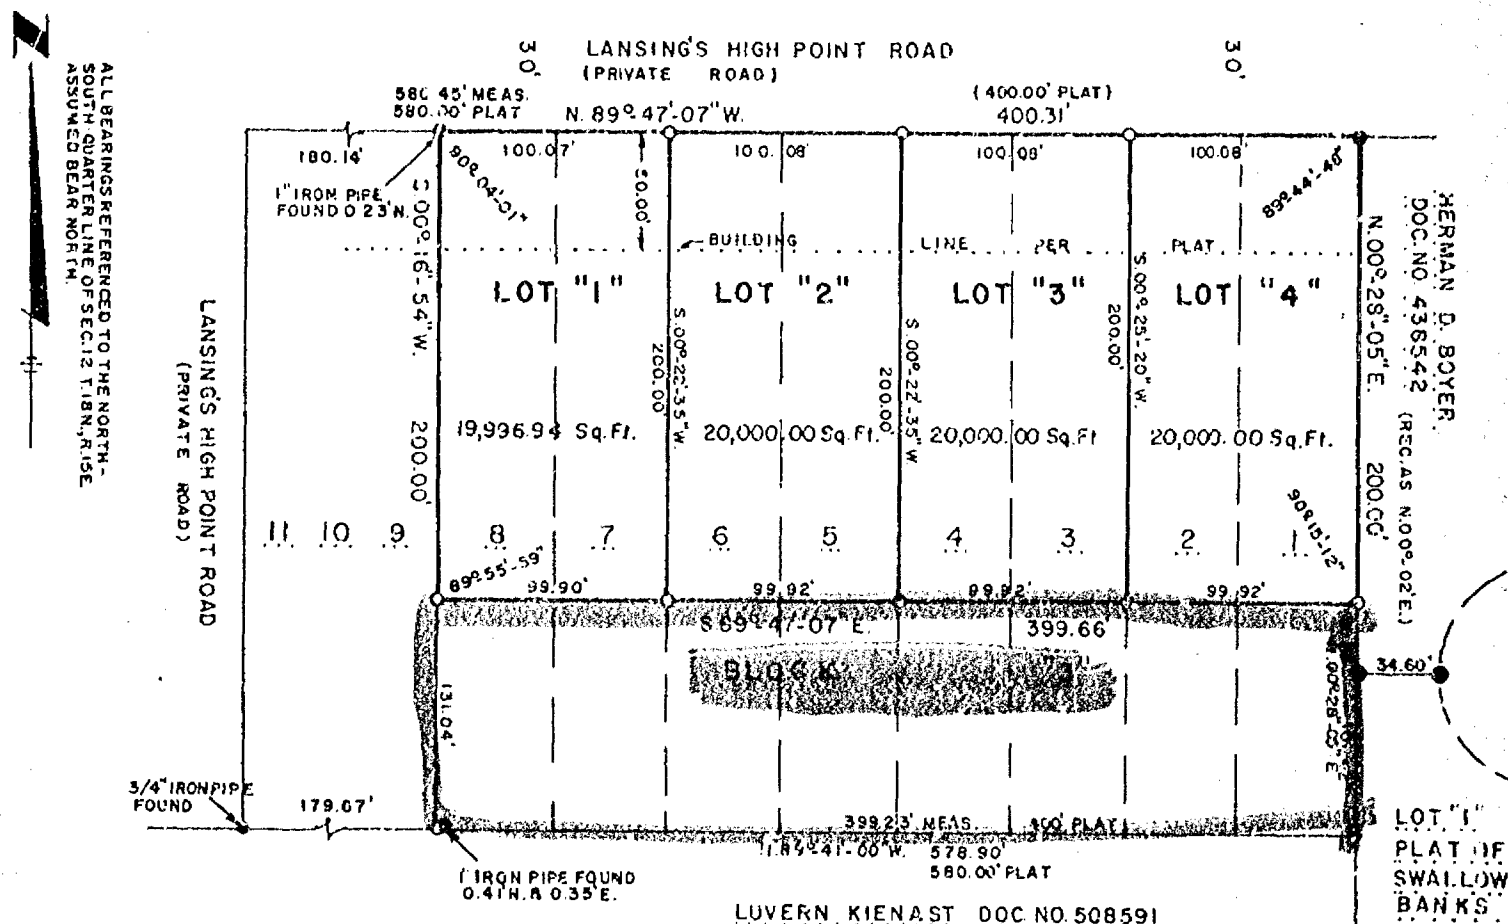 LANSING'S HIGH POINT ROAD
(PRIVATE ROAD)
30'
30'
ALL BEARINGS REFERENCED TO THE NORTH-
SOUTH QUARTER LINE OF SEC. 12 T.18N., R.15E.
ASSUMED BEAR NORTH.
580.45' MEAS.
580.00' PLAT
N. 89°-47'-07" W.
(400.00' PLAT)
400.31'
180.14'
100.07'
100.08'
100.08'
100.08'
1" IRON PIPE
FOUND 0.23' N.
90°-04'-01"
50.00'
89°-44'-48"
BUILDING LINE PER PLAT
S.00°-16'-54" W. 200.00'
LOT "1"
LOT "2"
LOT "3"
LOT "4"
S.00°-22'-35" W.
200.00'
S.00°-22'-35" W
200.00'
S.00°-25'-20" W.
200.00'
N.00°-28'-05" E. 200.00'
(REC. AS N.00°-02' E.)
HERMAN D. BOYER
DOC. NO. 436542
LANSING'S HIGH POINT ROAD
(PRIVATE ROAD)
19,996.94 Sq.Ft.
20,000.00 Sq.Ft.
20,000.00 Sq.Ft
20,000.00 Sq.Ft.
11 10 9 8 7 6 5 4 3 2 1
89°-55'-59"
90°-15'-12"
99.90'
99.92'
99.92'
99.92'
S 89°-47'-07" E.
399.66'
BLOCK
131.04'
34.60'
3/4" IRON PIPE
FOUND
179.67'
399.23' MEAS. 400' PLAT
578.90'
580.00' PLAT
1" IRON PIPE FOUND
0.41' N. & 0.35' E.
LOT "1"
PLAT OF
SWALLOW
BANKS
LUVERN KIENAST DOC. NO. 508591